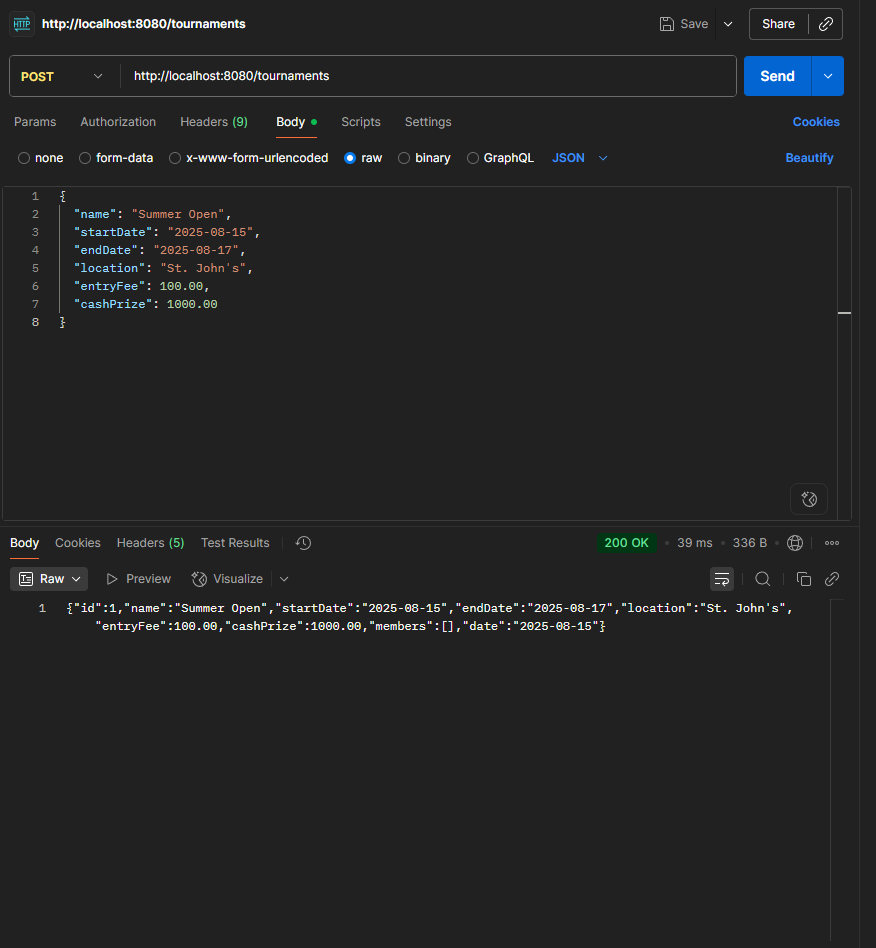 HTTP http://localhost:8080/tournaments Save Share
POST http://localhost:8080/tournaments Send
Params Authorization Headers (9) Body Scripts Settings Cookies
none form-data x-www-form-urlencoded raw binary GraphQL JSON Beautify
1 {
2 "name": "Summer Open",
3 "startDate": "2025-08-15",
4 "endDate": "2025-08-17",
5 "location": "St. John's",
6 "entryFee": 100.00,
7 "cashPrize": 1000.00
8 }
Body Cookies Headers (5) Test Results 200 OK • 39 ms • 336 B •
Raw Preview Visualize
1 {"id":1,"name":"Summer Open","startDate":"2025-08-15","endDate":"2025-08-17","location":"St. John's",
"entryFee":100.00,"cashPrize":1000.00,"members":[],"date":"2025-08-15"}